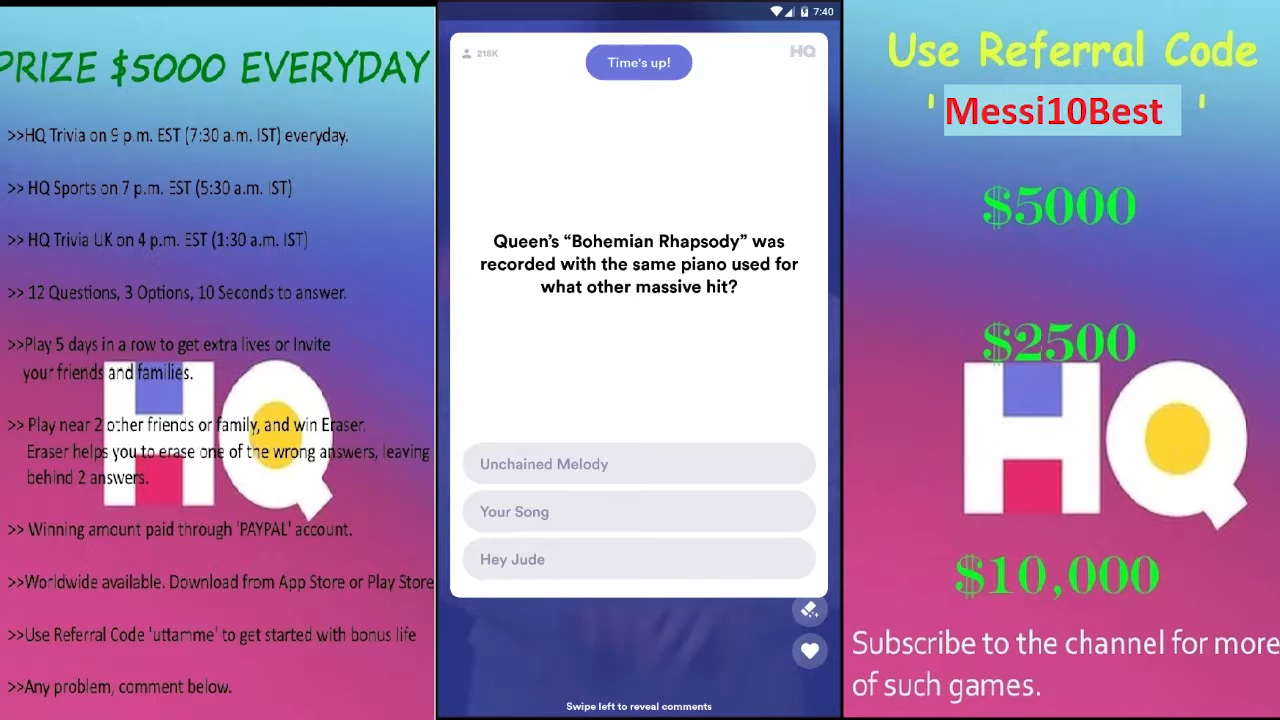 PRIZE $5000 EVERYDAY
>>HQ Trivia on 9 p.m. EST (7:30 a.m. IST) everyday.
>> HQ Sports on 7 p.m. EST (5:30 a.m. IST)
>> HQ Trivia UK on 4 p.m. EST (1:30 a.m. IST)
>> 12 Questions, 3 Options, 10 Seconds to answer.
>>Play 5 days in a row to get extra lives or Invite
your friends and families.
>> Play near 2 other friends or family, and win Eraser.
Eraser helps you to erase one of the wrong answers, leaving
behind 2 answers.
>> Winning amount paid through 'PAYPAL' account.
>>Worldwide available. Download from App Store or Play Store
>>Use Referral Code 'uttamme' to get started with bonus life
>>Any problem, comment below.
HQ
7:40
218K
Time's up!
HQ
Queen's “Bohemian Rhapsody” was
recorded with the same piano used for
what other massive hit?
Unchained Melody
Your Song
Hey Jude
Swipe left to reveal comments
Use Referral Code
' Messi10Best '
$5000
$2500
HQ
$10,000
Subscribe to the channel for more
of such games.